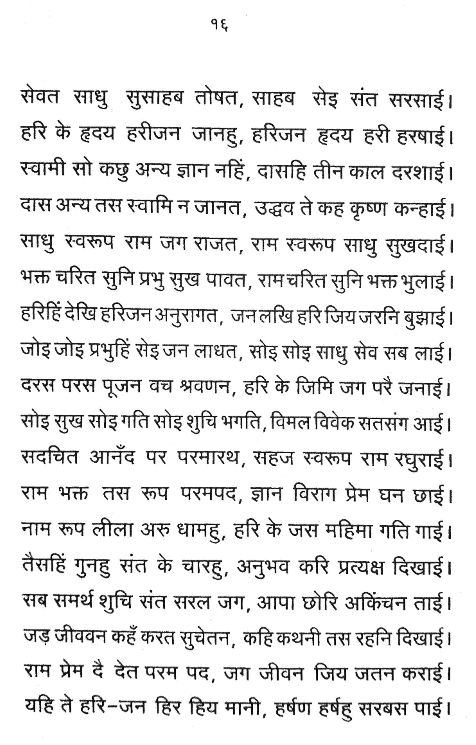 १६
सेवत साधु सुसाहब तोषत, साहब सेइ संत सरसाई।
हरि के हृदय हरीजन जानहु, हरिजन हृदय हरी हरषाई।
स्वामी सो कछु अन्य ज्ञान नहिं, दासहि तीन काल दरशाई।
दास अन्य तस स्वामि न जानत, उद्धव ते कह कृष्ण कन्हाई।
साधु स्वरूप राम जग राजत, राम स्वरूप साधु सुखदाई।
भक्त चरित सुनि प्रभु सुख पावत, राम चरित सुनि भक्त भुलाई।
हरिहिं देखि हरिजन अनुरागत, जन लखि हरि जिय जरनि बुझाई।
जोइ जोइ प्रभुहिं सेइ जन लाधत, सोइ सोइ साधु सेव सब लाई।
दरस परस पूजन वच श्रवणन, हरि के जिमि जग परै जनाई।
सोइ सुख सोइ गति सोइ शुचि भगति, विमल विवेक सतसंग आई।
सदचित आनँद पर परमारथ, सहज स्वरूप राम रघुराई।
राम भक्त तस रूप परमपद, ज्ञान विराग प्रेम घन छाई।
नाम रूप लीला अरु धामहु, हरि के जस महिमा गति गाई।
तैसहिं गुनहु संत के चारहु, अनुभव करि प्रत्यक्ष दिखाई।
सब समर्थ शुचि संत सरल जग, आपा छोरि अकिंचन ताई।
जड़ जीववन कहँ करत सुचेतन, कहि कथनी तस रहनि दिखाई।
राम प्रेम दै देत परम पद, जग जीवन जिय जतन कराई।
यहि ते हरि-जन हिर हिय मानी, हर्षण हर्षहु सरबस पाई।